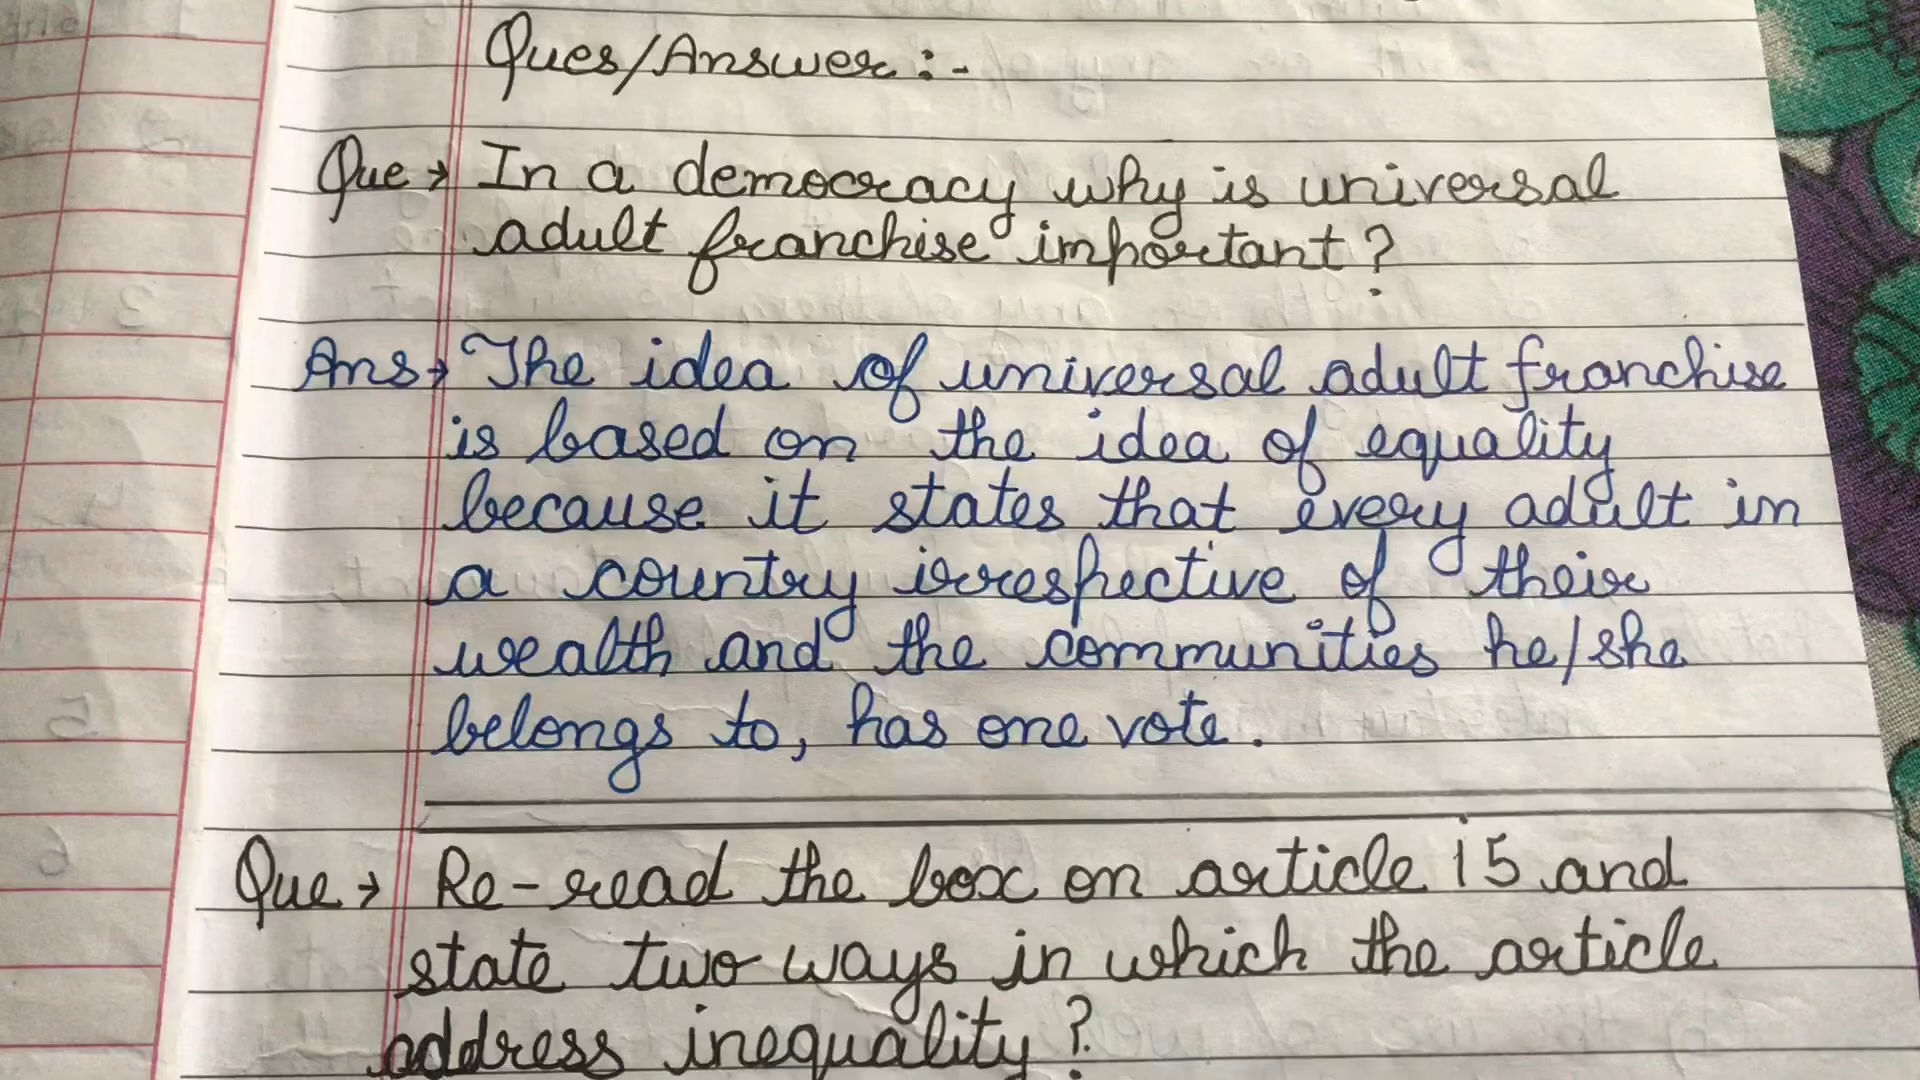 Ques/Answer :-
Que → In a democracy why is universal
adult franchise important?
Ans → The idea of universal adult franchise
is based on the idea of equality
because it states that every adult in
a country irrespective of their
wealth and the communities he/she
belongs to, has one vote.
Que → Re-read the box on article 15 and
state two ways in which the article
address inequality?